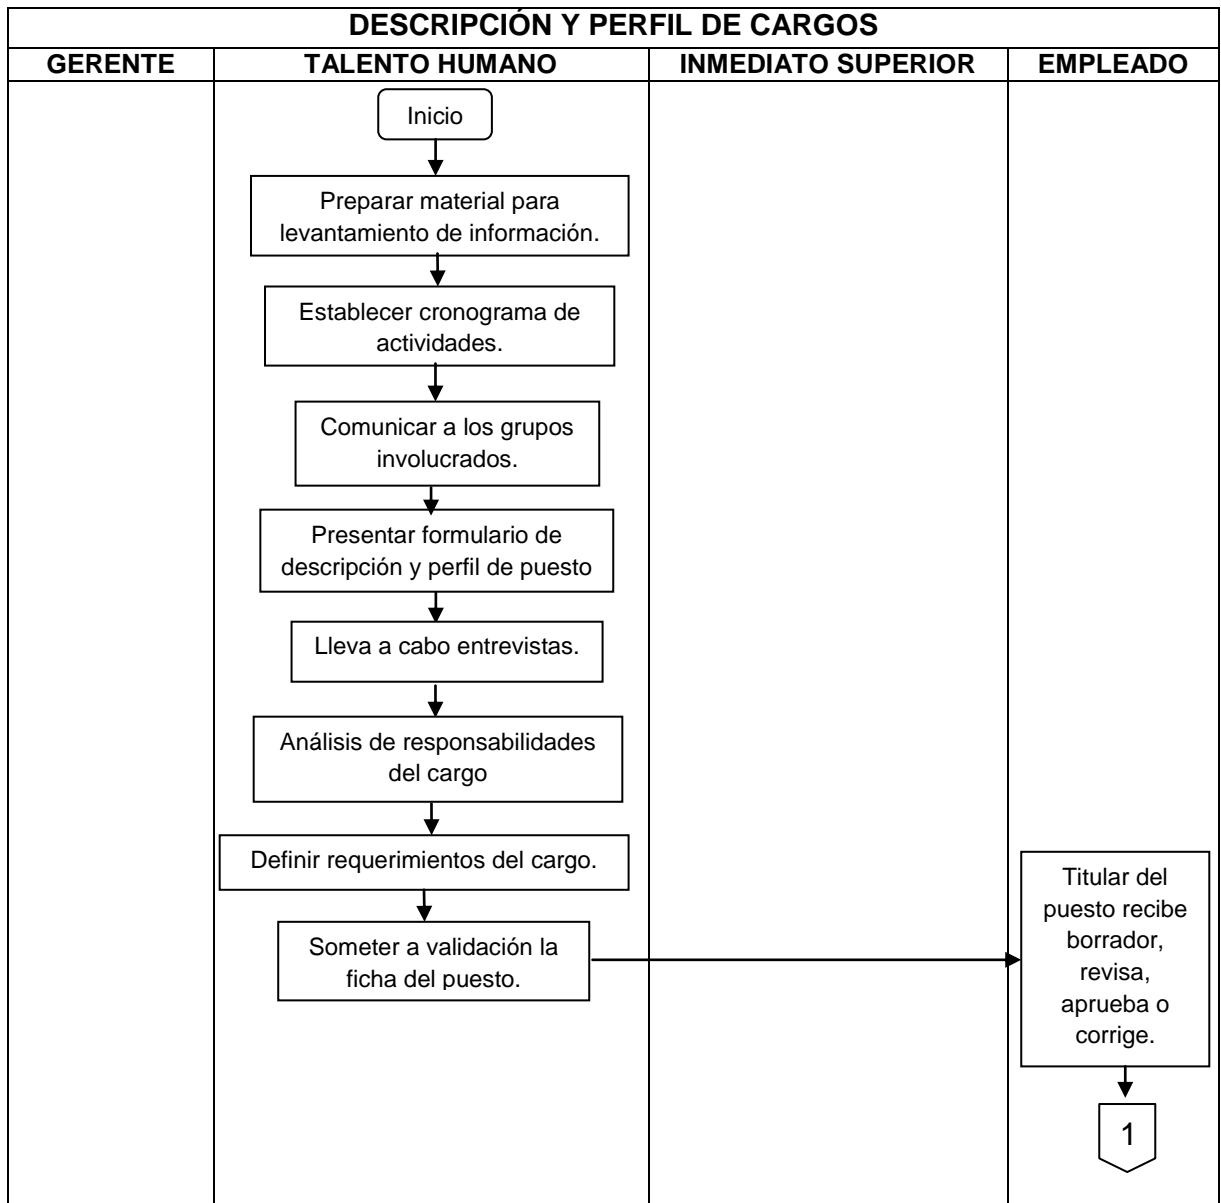 DESCRIPCIÓN Y PERFIL DE CARGOS
GERENTE
TALENTO HUMANO
INMEDIATO SUPERIOR
EMPLEADO
Inicio
Preparar material para
levantamiento de información.
Establecer cronograma de
actividades.
Comunicar a los grupos
involucrados.
Presentar formulario de
descripción y perfil de puesto
Lleva a cabo entrevistas.
Análisis de responsabilidades
del cargo
Definir requerimientos del cargo.
Someter a validación la
ficha del puesto.
Titular del
puesto recibe
borrador,
revisa,
aprueba o
corrige.
1